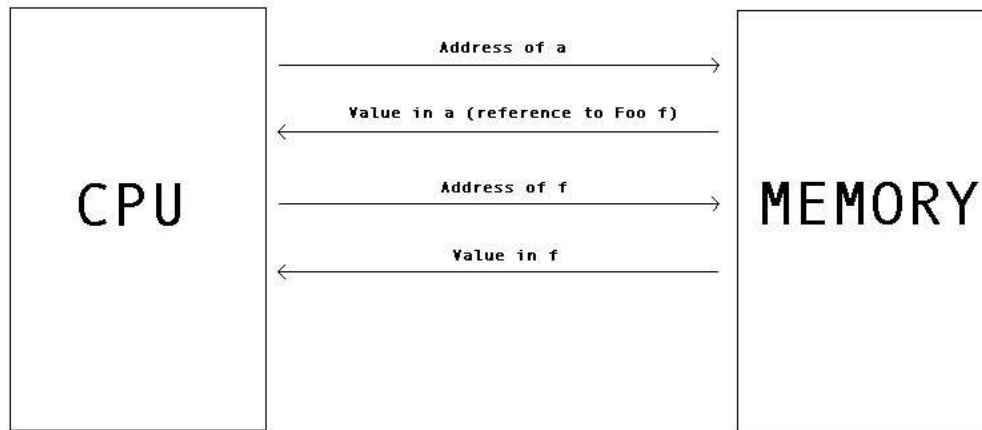 Address of a
Value in a (reference to Foo f)
CPU
Address of f
MEMORY
Value in f